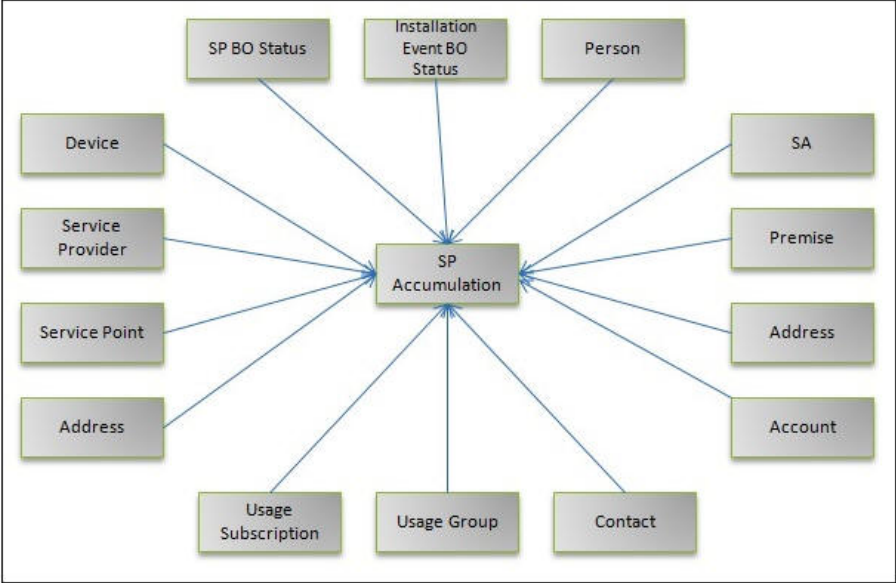 SP BO Status
Installation
Event BO
Status
Person
Device
SA
Service
Provider
Premise
SP
Accumulation
Service Point
Address
Address
Account
Usage
Subscription
Usage Group
Contact